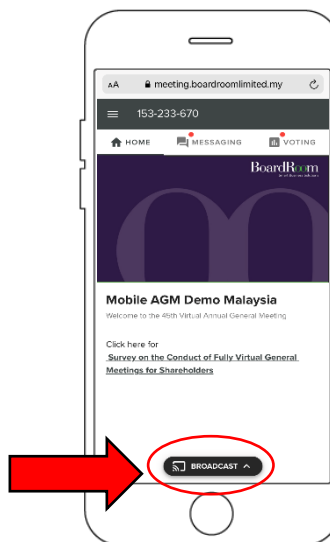 AA meeting.boardroomlimited.my
153-233-670
HOME MESSAGING VOTING
BoardRoom
Mobile AGM Demo Malaysia
Welcome to the 45th Virtual Annual General Meeting
Click here for
Survey on the Conduct of Fully Virtual General
Meetings for Shareholders
BROADCAST